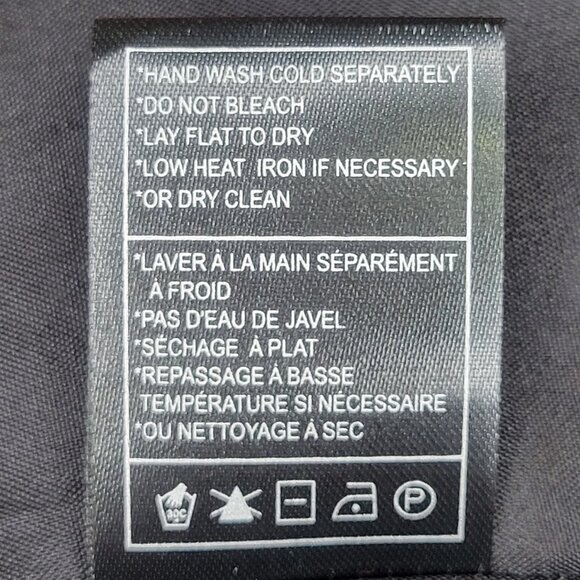 *HAND WASH COLD SEPARATELY
*DO NOT BLEACH
*LAY FLAT TO DRY
*LOW HEAT IRON IF NECESSARY
*OR DRY CLEAN
*LAVER À LA MAIN SÉPARÉMENT
À FROID
*PAS D'EAU DE JAVEL
*SÉCHAGE À PLAT
*REPASSAGE À BASSE
TEMPÉRATURE SI NÉCESSAIRE
*OU NETTOYAGE À SEC
30C P